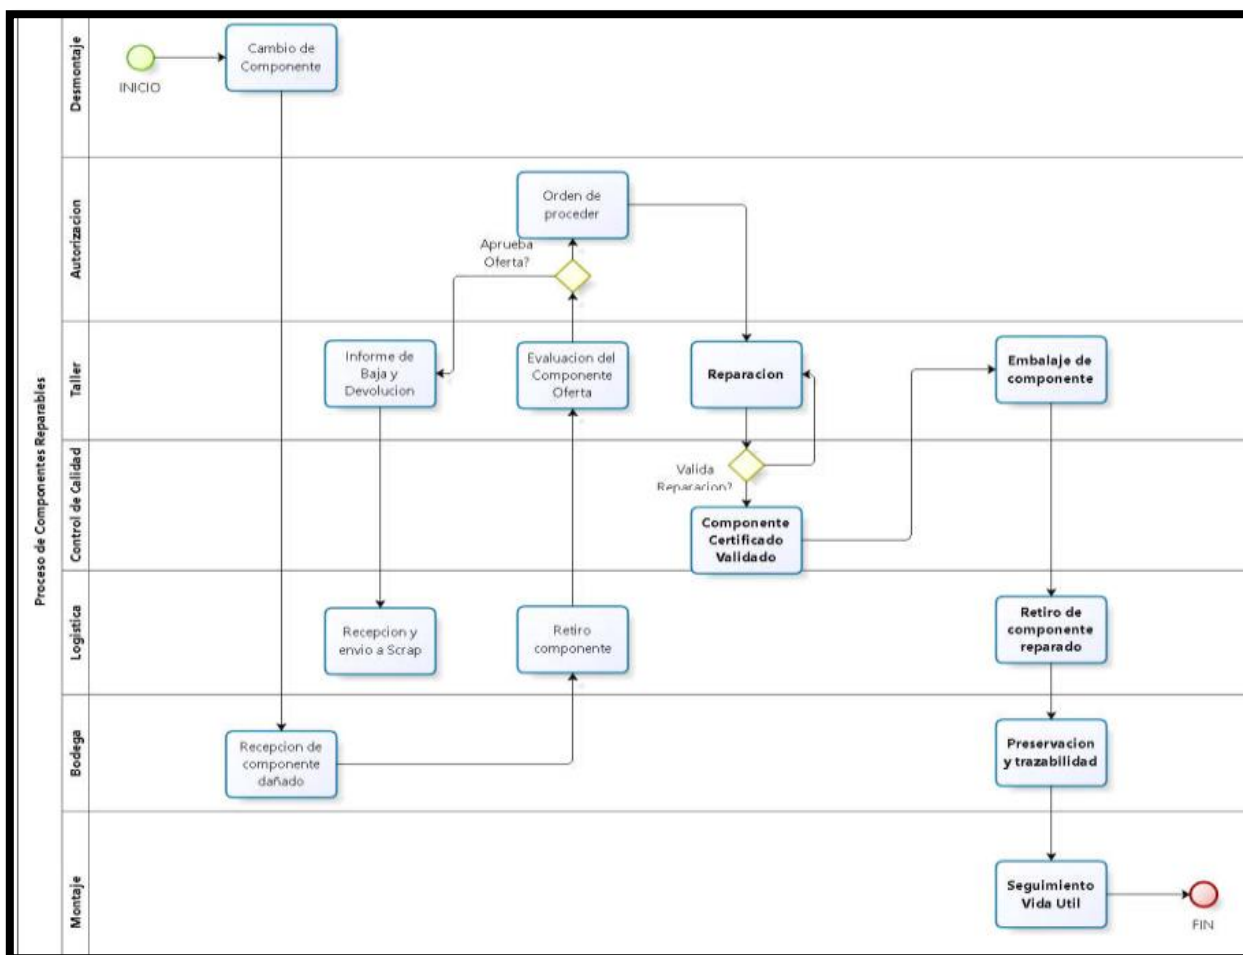 Proceso de Componentes Reparables
Desmontaje
INICIO
Cambio de
Componente
Autorizacion
Orden de
proceder
Aprueba
Oferta?
Taller
Informe de
Baja y
Devolucion
Evaluacion del
Componente
Oferta
Reparacion
Embalaje de
componente
Control de Calidad
Valida
Reparacion?
Componente
Certificado
Validado
Logistica
Recepcion y
envio a Scrap
Retiro
componente
Retiro de
componente
reparado
Bodega
Recepcion de
componente
dañado
Preservacion
y trazabilidad
Montaje
Seguimiento
Vida Util
FIN